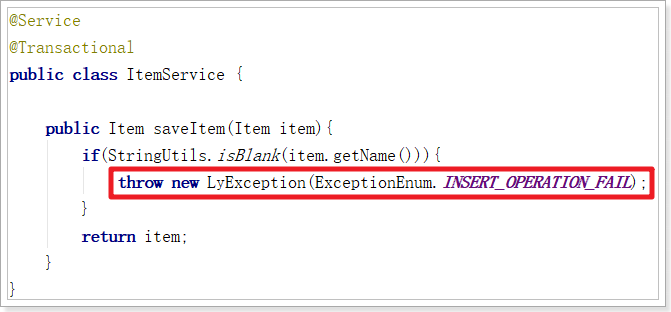 @Service
@Transactional
public class ItemService {
public Item saveItem(Item item){
if(StringUtils.isBlank(item.getName())){
throw new LyException(ExceptionEnum.INSERT_OPERATION_FAIL);
}
return item;
}
}